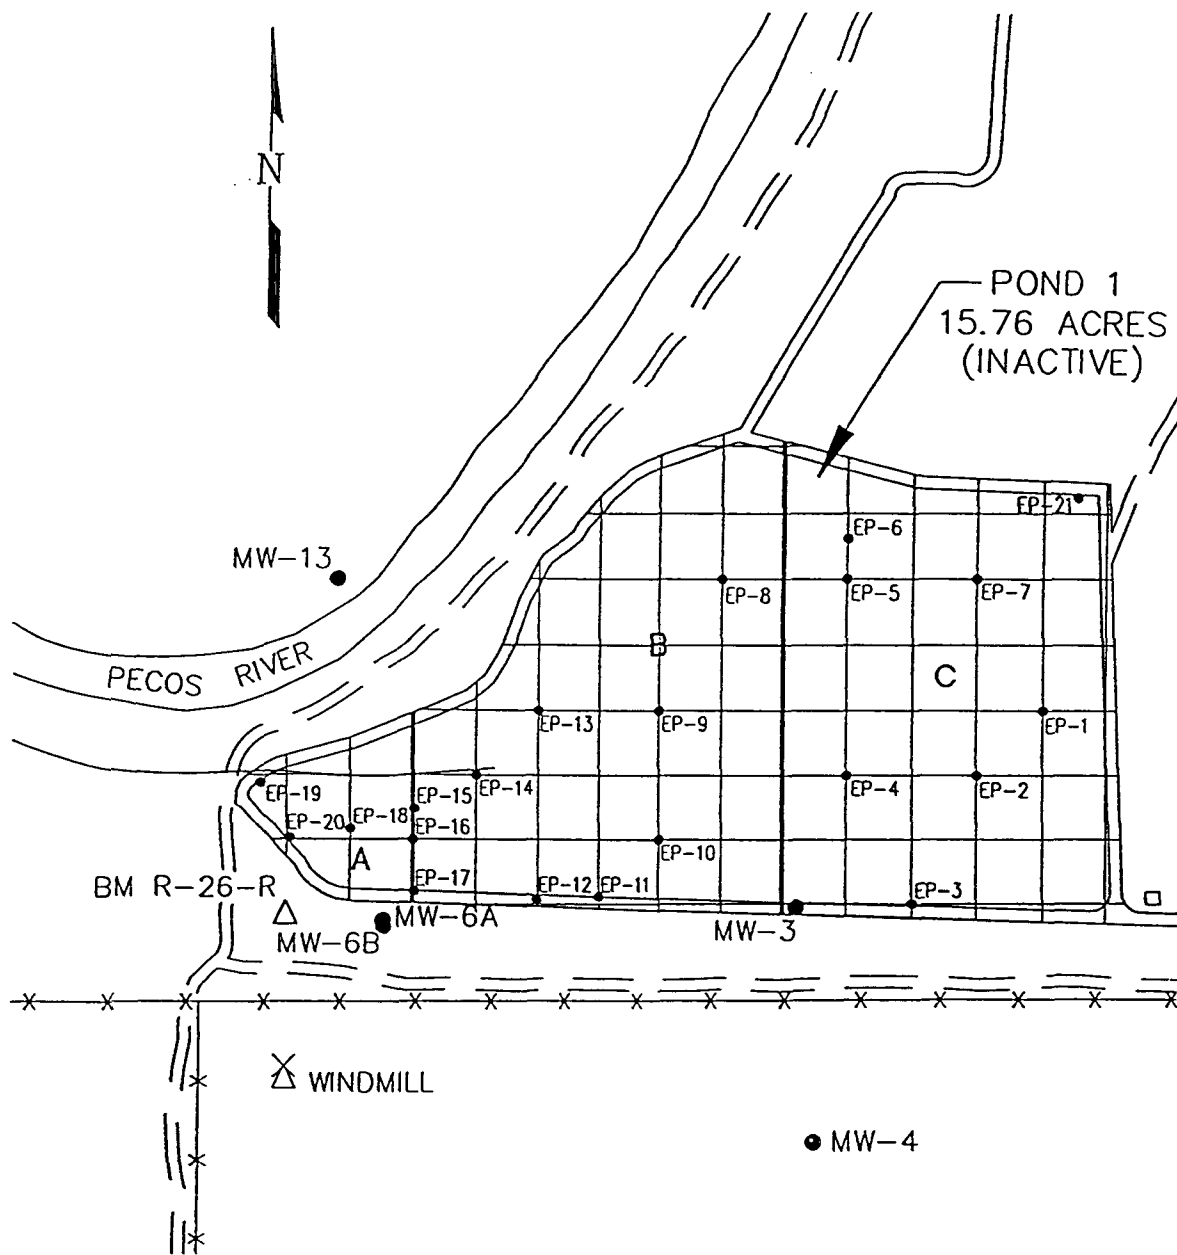 N
POND 1
15.76 ACRES
(INACTIVE)
EP-21
EP-6
MW-13
EP-8
EP-5
EP-7
B
PECOS RIVER
C
EP-13
EP-9
EP-1
EP-19
EP-14
EP-4
EP-2
EP-15
EP-20
EP-18
EP-16
A
EP-10
BM R-26-R
EP-17
EP-12
EP-11
EP-3
MW-6A
MW-3
MW-6B
WINDMILL
MW-4